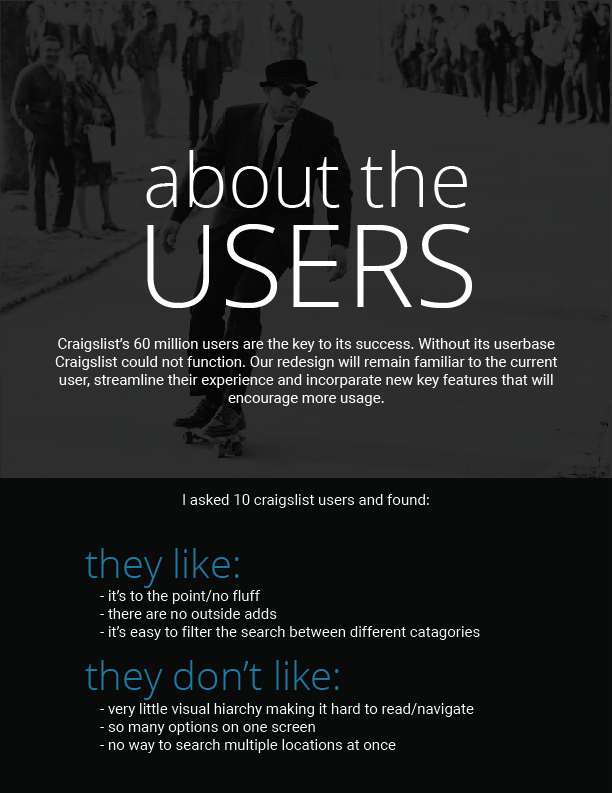 about the
USERS
Craigslist’s 60 million users are the key to its success. Without its userbase
Craigslist could not function. Our redesign will remain familiar to the current
user, streamline their experience and incorparate new key features that will
encourage more usage.
I asked 10 craigslist users and found:
they like:
- it’s to the point/no fluff
- there are no outside adds
- it’s easy to filter the search between different catagories
they don’t like:
- very little visual hiarchy making it hard to read/navigate
- so many options on one screen
- no way to search multiple locations at once